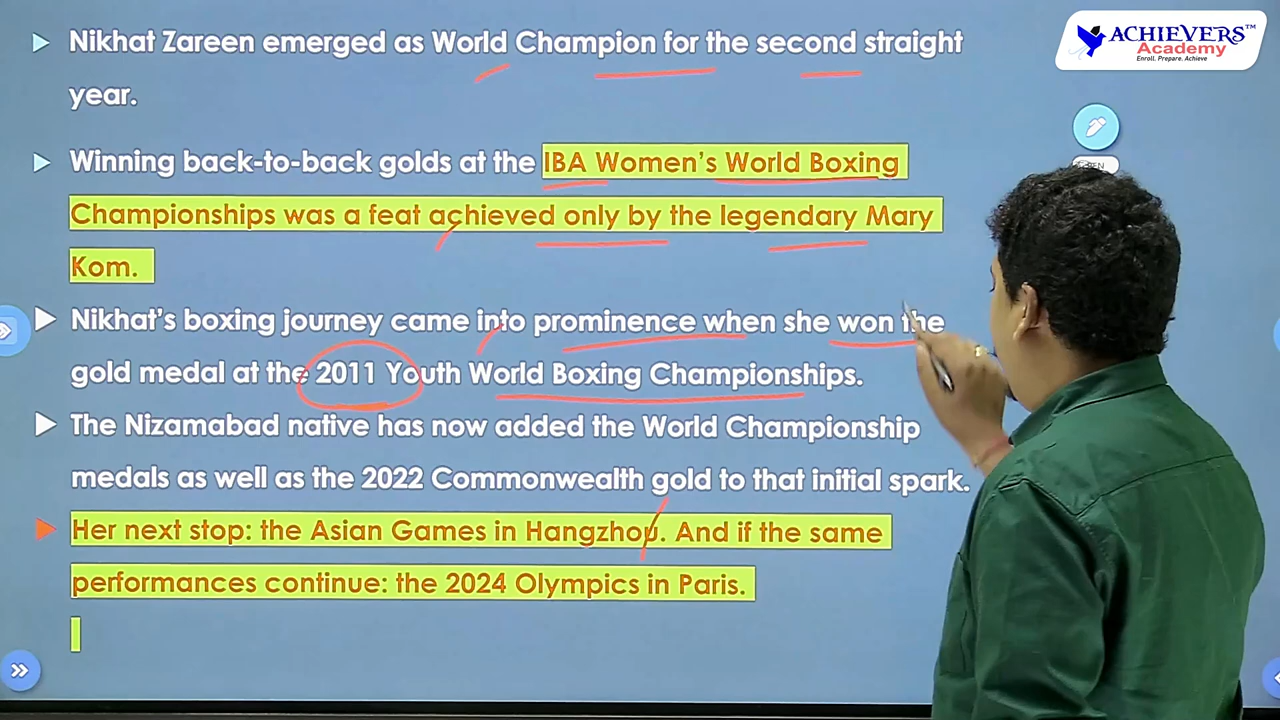 Nikhat Zareen emerged as World Champion for the second straight
year.
Winning back-to-back golds at the IBA Women's World Boxing
Championships was a feat achieved only by the legendary Mary
Kom.
Nikhat's boxing journey came into prominence when she won the
gold medal at the 2011 Youth World Boxing Championships.
The Nizamabad native has now added the World Championship
medals as well as the 2022 Commonwealth gold to that initial spark.
Her next stop: the Asian Games in Hangzhou. And if the same
performances continue: the 2024 Olympics in Paris.
ACHIEVERS™
Academy
Enroll. Prepare. Achieve